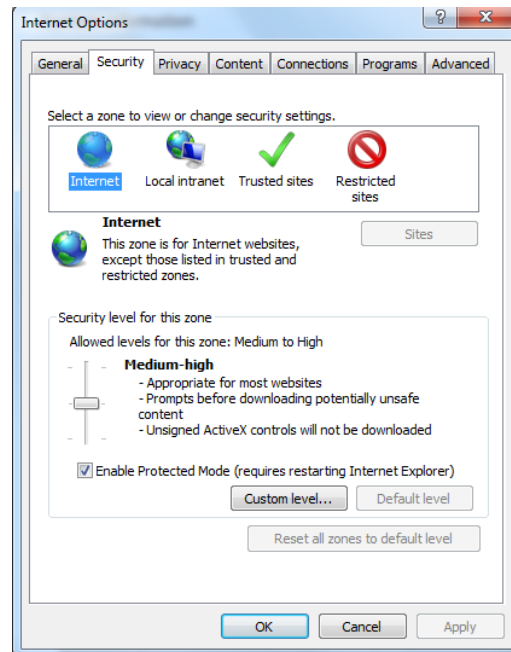 Internet Options
General Security Privacy Content Connections Programs Advanced
Select a zone to view or change security settings.
Internet Local intranet Trusted sites Restricted
sites
Internet
This zone is for Internet websites,
except those listed in trusted and
restricted zones.
Sites
Security level for this zone
Allowed levels for this zone: Medium to High
Medium-high
- Appropriate for most websites
- Prompts before downloading potentially unsafe
content
- Unsigned ActiveX controls will not be downloaded
Enable Protected Mode (requires restarting Internet Explorer)
Custom level... Default level
Reset all zones to default level
OK Cancel Apply